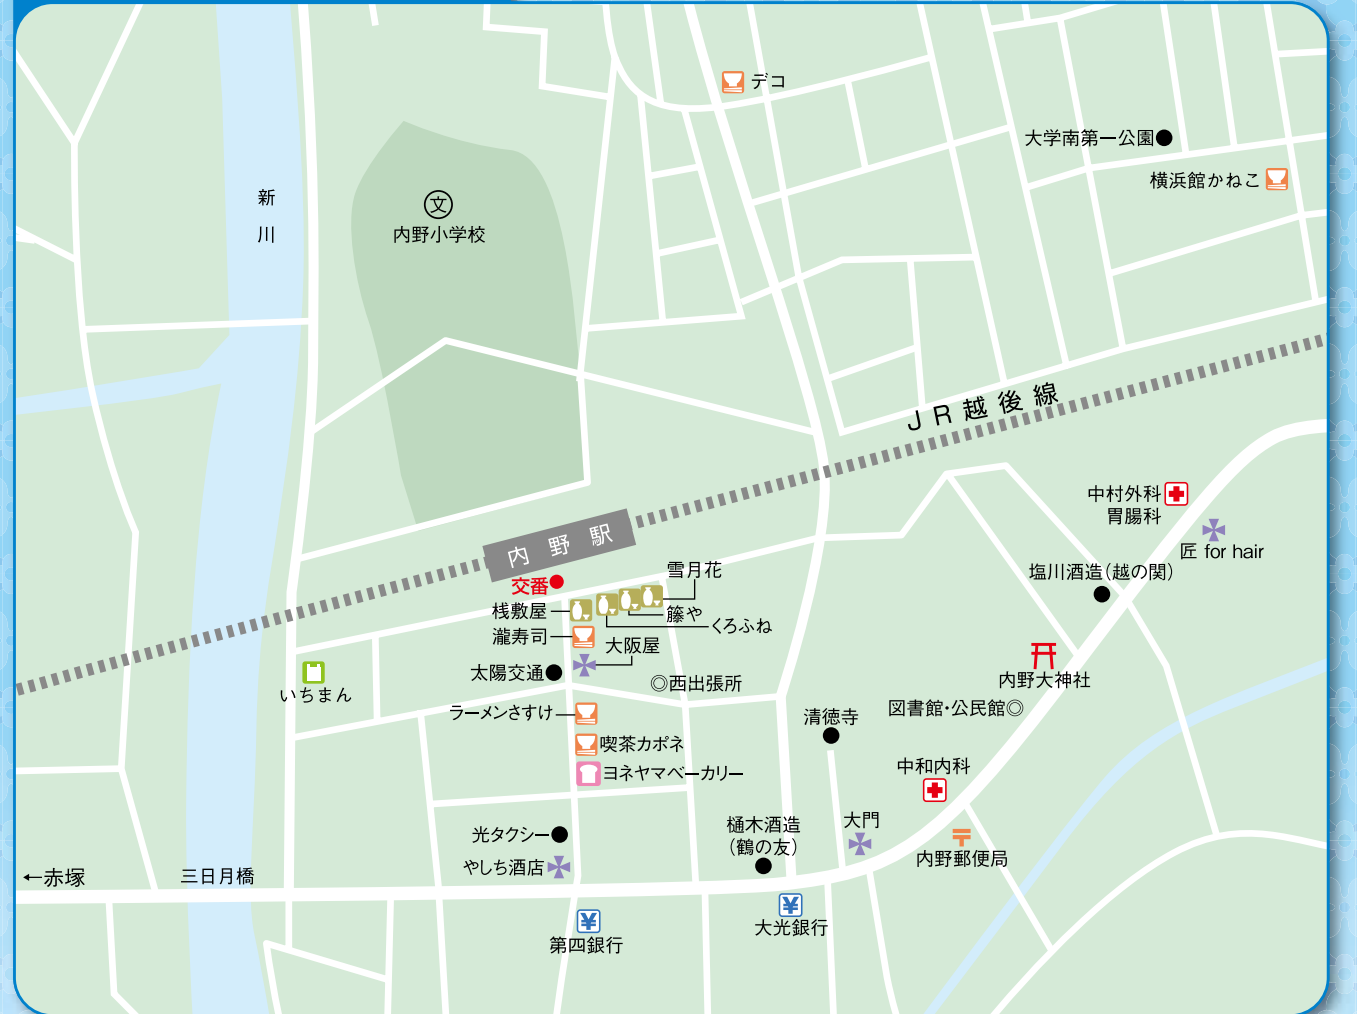 デコ
大学南第一公園
横浜館かねこ
新川
文
内野小学校
JR越後線
中村外科
胃腸科
匠 for hair
内野駅
交番
雪月花
桟敷屋
籐や
くろふね
瀧寿司
大阪屋
塩川酒造(越の関)
太陽交通
◎西出張所
内野大神社
いちまん
ラーメンさすけ
図書館・公民館◎
清徳寺
喫茶カポネ
ヨネヤマベーカリー
中和内科
光タクシー
樋木酒造
(鶴の友)
大門
内野郵便局
やしち酒店
←赤塚
三日月橋
¥
第四銀行
¥
大光銀行